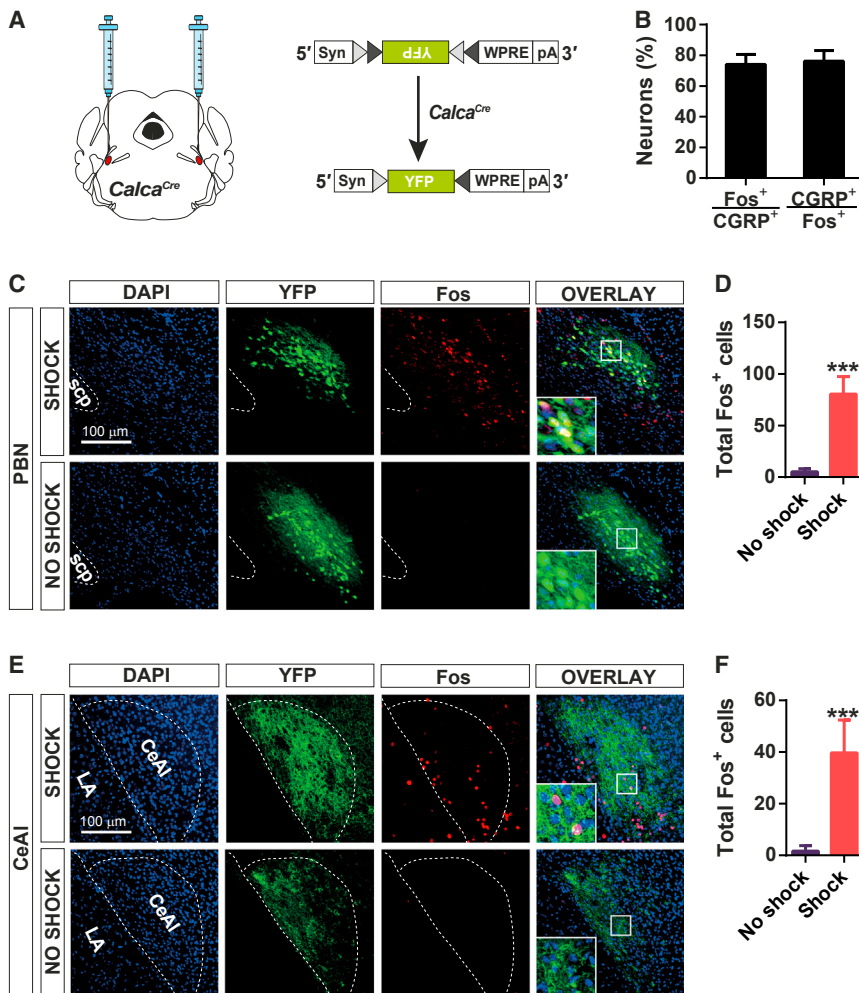 A
Calca^Cre
5′ Syn YFP WPRE pA 3′
Calca^Cre
5′ Syn YFP WPRE pA 3′
B
Neurons (%)
100
80
60
40
20
0
Fos+
CGRP+
CGRP+
Fos+
C
DAPI YFP Fos OVERLAY
PBN
SHOCK
scp
100 µm
NO SHOCK
scp
D
Total Fos+ cells
150
100
50
0
***
No shock
Shock
E
DAPI YFP Fos OVERLAY
CeAl
SHOCK
CeAl
LA
100 µm
NO SHOCK
CeAl
LA
F
Total Fos+ cells
60
40
20
0
***
No shock
Shock